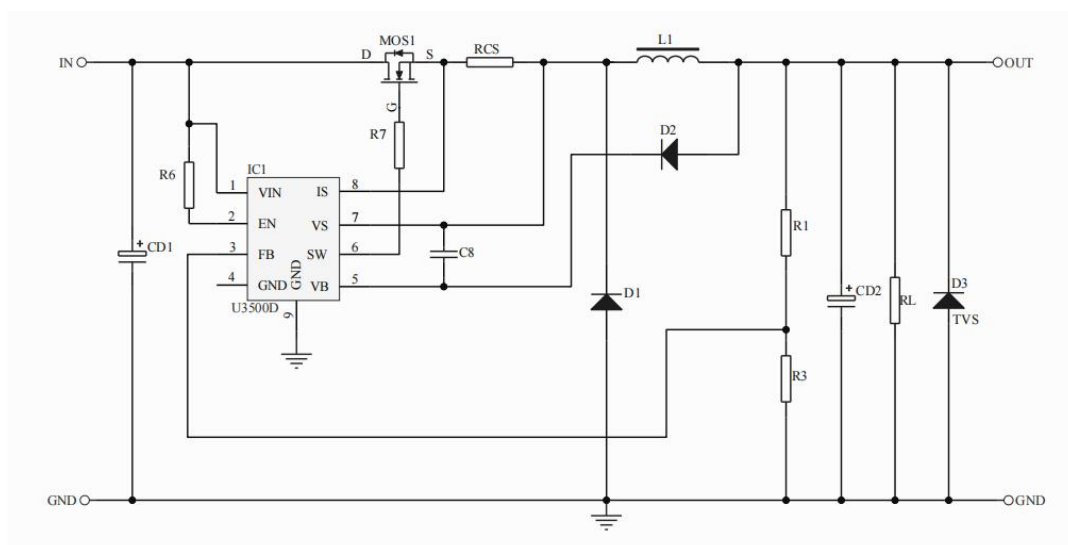 MOS1
L1
IN
D
S
RCS
OUT
G
R7
D2
IC1
R6
1
VIN
IS
8
2
EN
VS
7
R1
3
FB
SW
6
C8
+
CD1
4
GND
GND
VB
5
U3500D
9
D1
+
CD2
RL
D3
TVS
R3
GND
GND